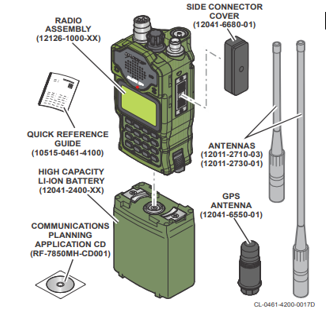 RADIO
ASSEMBLY
(12126-1000-XX)
SIDE CONNECTOR
COVER
(12041-6680-01)
QUICK REFERENCE
GUIDE
(10515-0461-4100)
ANTENNAS
(12011-2710-03)
(12011-2730-01)
HIGH CAPACITY
LI-ION BATTERY
(12041-2400-XX)
GPS
ANTENNA
(12041-6550-01)
COMMUNICATIONS
PLANNING
APPLICATION CD
(RF-7850MH-CD001)
CL-0461-4200-0017D